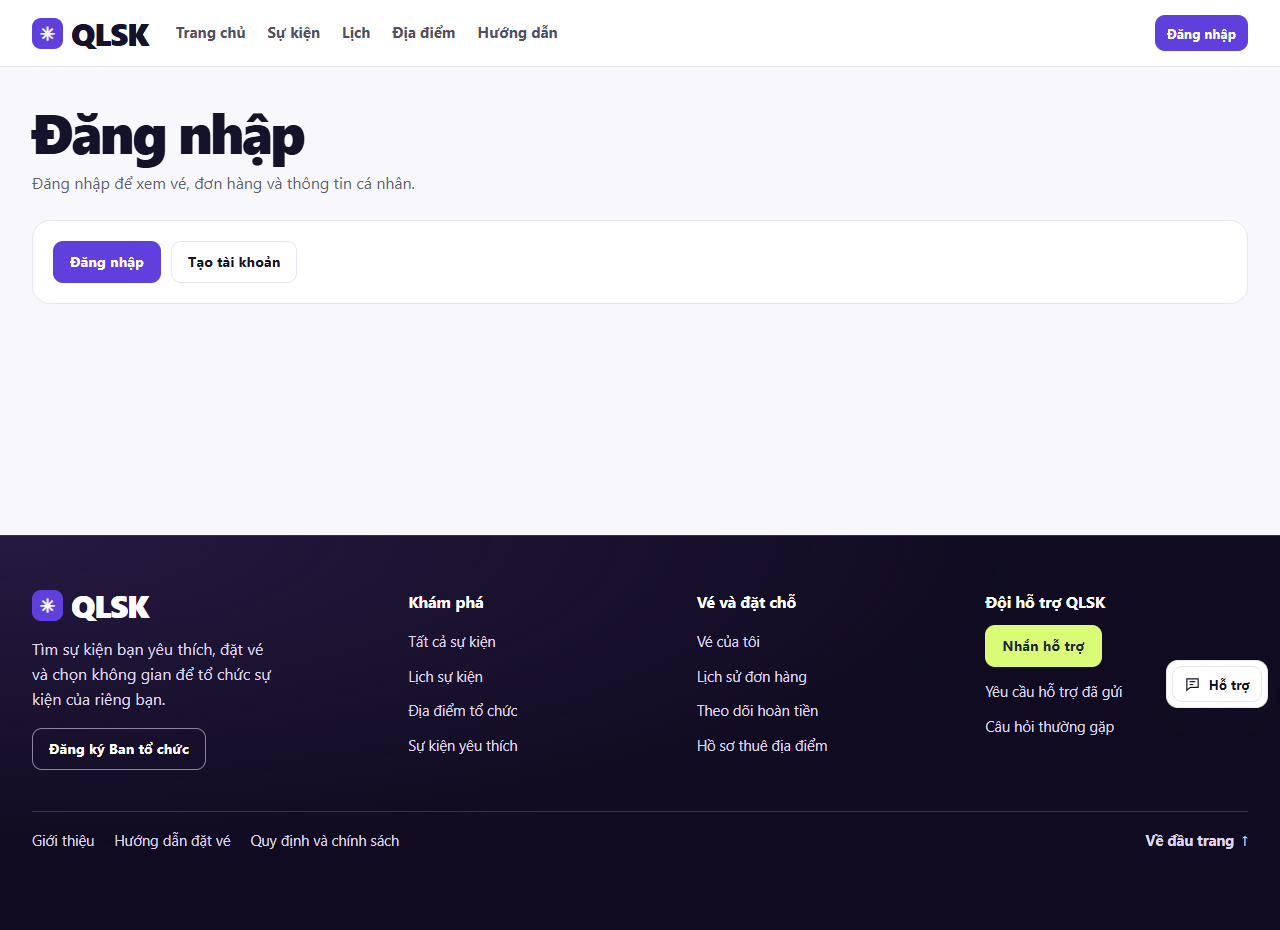 QLSK
Trang chủ
Sự kiện
Lịch
Địa điểm
Hướng dẫn
Đăng nhập
Đăng nhập
Đăng nhập để xem vé, đơn hàng và thông tin cá nhân.
Đăng nhập
Tạo tài khoản
QLSK
Tìm sự kiện bạn yêu thích, đặt vé
và chọn không gian để tổ chức sự
kiện của riêng bạn.
Đăng ký Ban tổ chức
Khám phá
Tất cả sự kiện
Lịch sự kiện
Địa điểm tổ chức
Sự kiện yêu thích
Vé và đặt chỗ
Vé của tôi
Lịch sử đơn hàng
Theo dõi hoàn tiền
Hồ sơ thuê địa điểm
Đội hỗ trợ QLSK
Nhắn hỗ trợ
Yêu cầu hỗ trợ đã gửi
Câu hỏi thường gặp
Hỗ trợ
Giới thiệu
Hướng dẫn đặt vé
Quy định và chính sách
Về đầu trang ↑